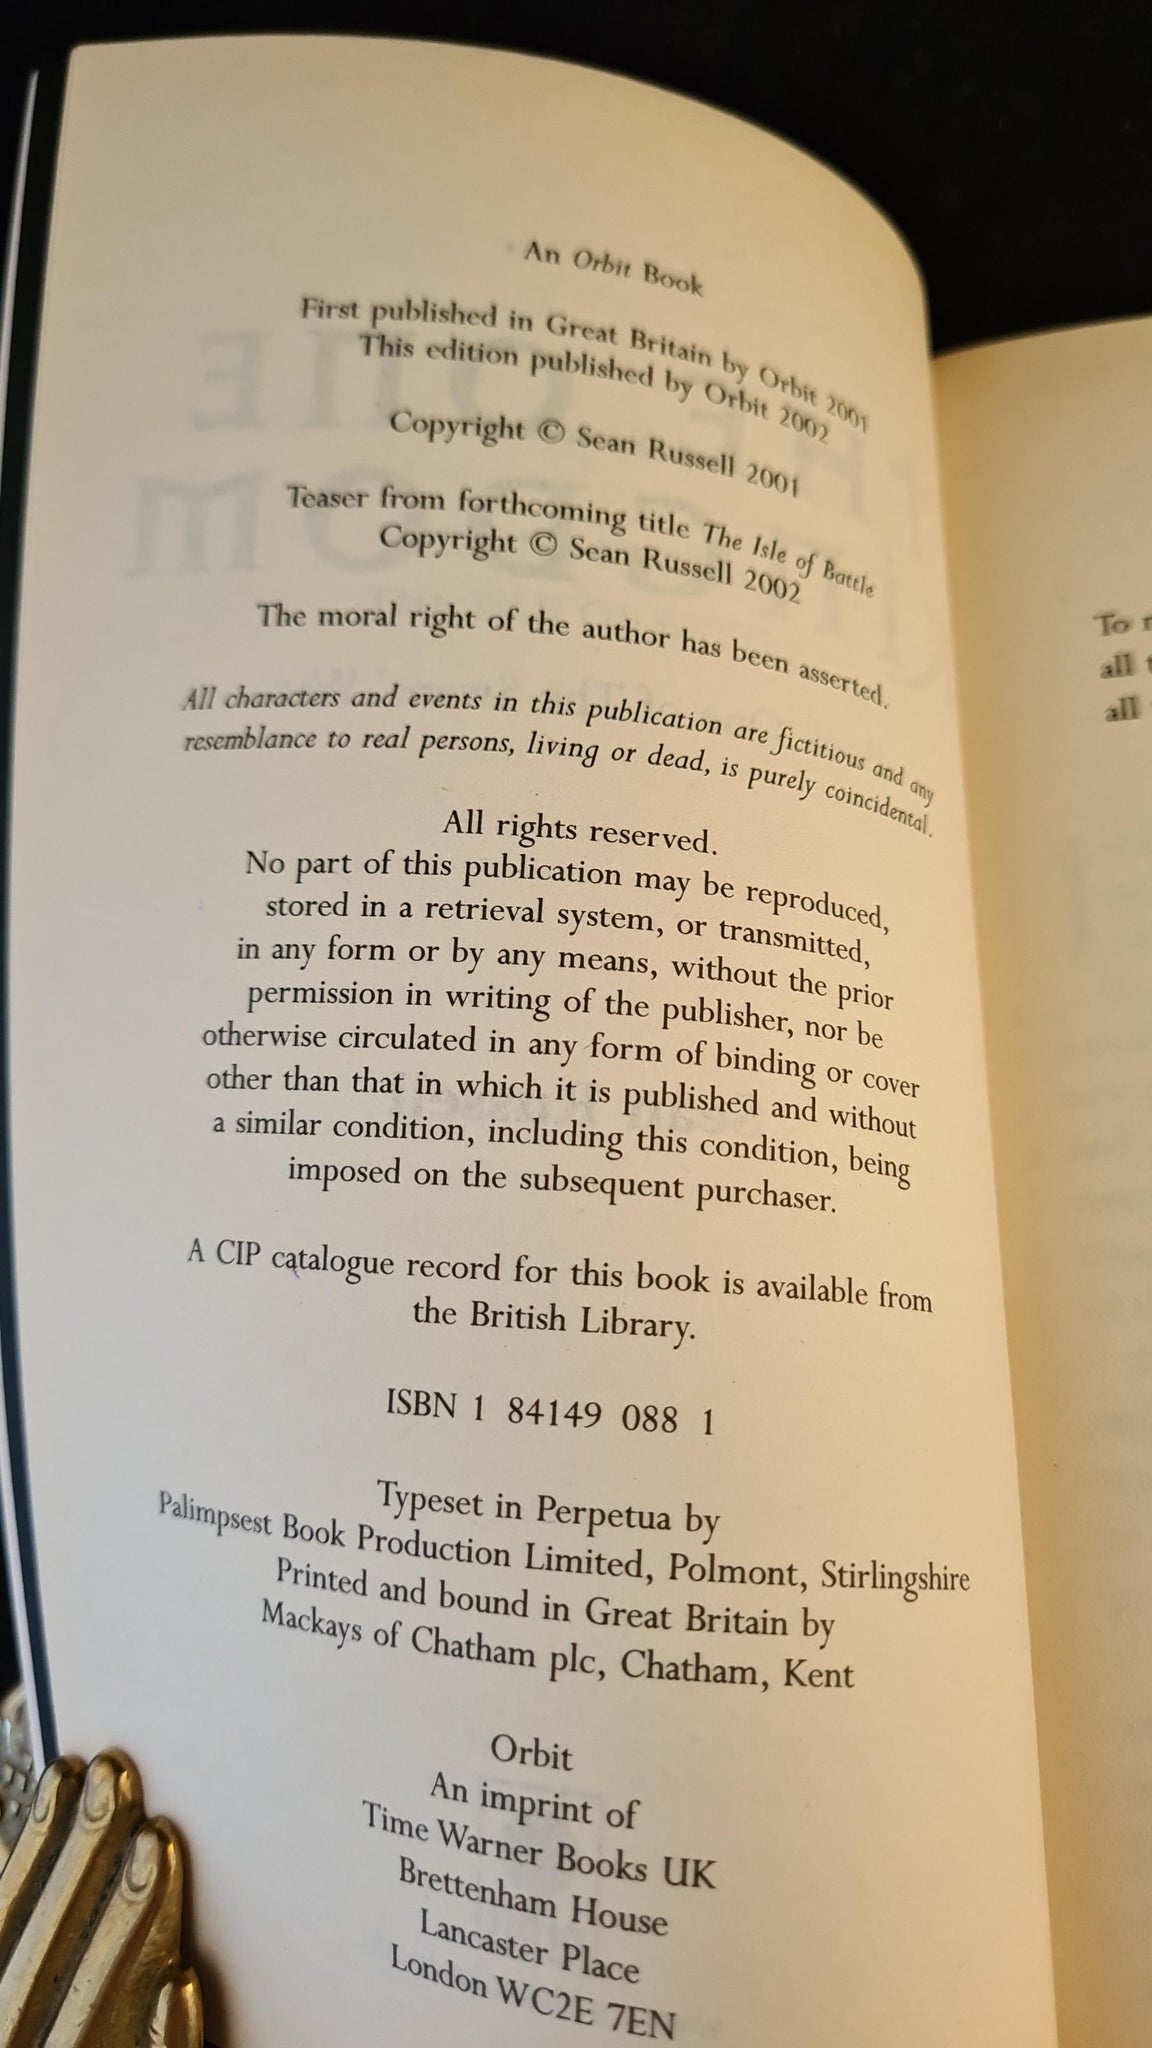 An Orbit Book
First published in Great Britain by Orbit 2001
This edition published by Orbit 2002
Copyright © Sean Russell 2001
Teaser from forthcoming title The Isle of Battle
Copyright © Sean Russell 2002
The moral right of the author has been asserted.
All characters and events in this publication are fictitious and any
resemblance to real persons, living or dead, is purely coincidental.
All rights reserved.
No part of this publication may be reproduced,
stored in a retrieval system, or transmitted,
in any form or by any means, without the prior
permission in writing of the publisher, nor be
otherwise circulated in any form of binding or cover
other than that in which it is published and without
a similar condition, including this condition, being
imposed on the subsequent purchaser.
A CIP catalogue record for this book is available from
the British Library.
ISBN 1 84149 088 1
Typeset in Perpetua by
Palimpsest Book Production Limited, Polmont, Stirlingshire
Printed and bound in Great Britain by
Mackays of Chatham plc, Chatham, Kent
Orbit
An imprint of
Time Warner Books UK
Brettenham House
Lancaster Place
London WC2E 7EN
To
all
all